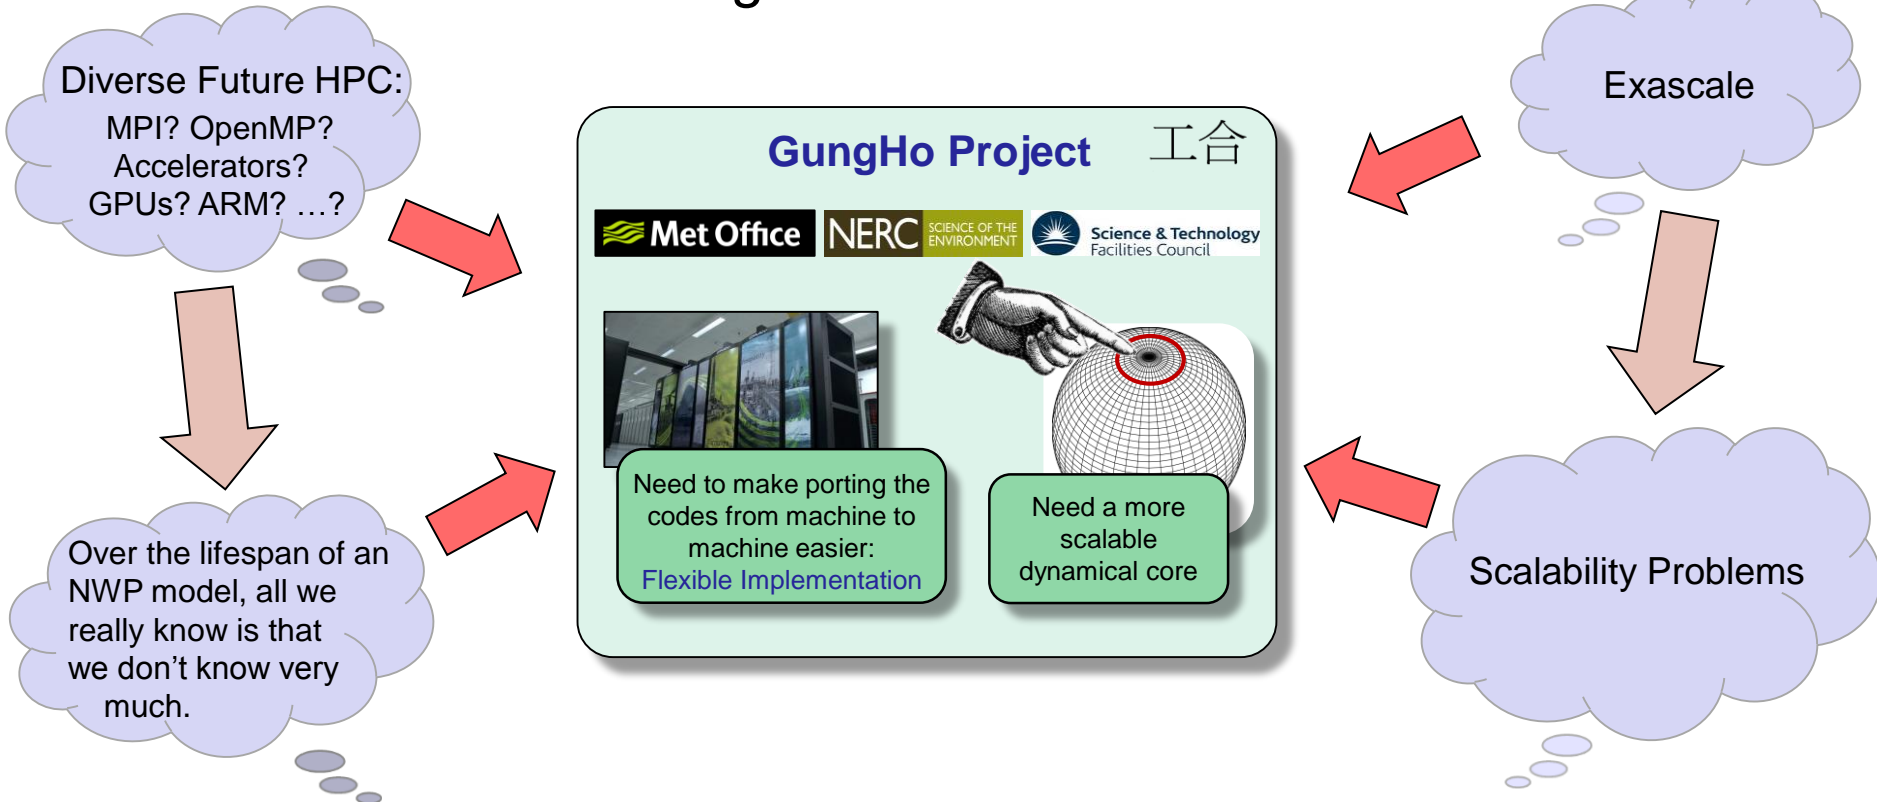 Diverse Future HPC:
MPI? OpenMP?
Accelerators?
GPUs? ARM? …?
Exascale
GungHo Project 工合
Met Office
NERC SCIENCE OF THE
ENVIRONMENT
Science & Technology
Facilities Council
Need to make porting the
codes from machine to
machine easier:
Flexible Implementation
Need a more
scalable
dynamical core
Over the lifespan of an
NWP model, all we
really know is that
we don’t know very
much.
Scalability Problems